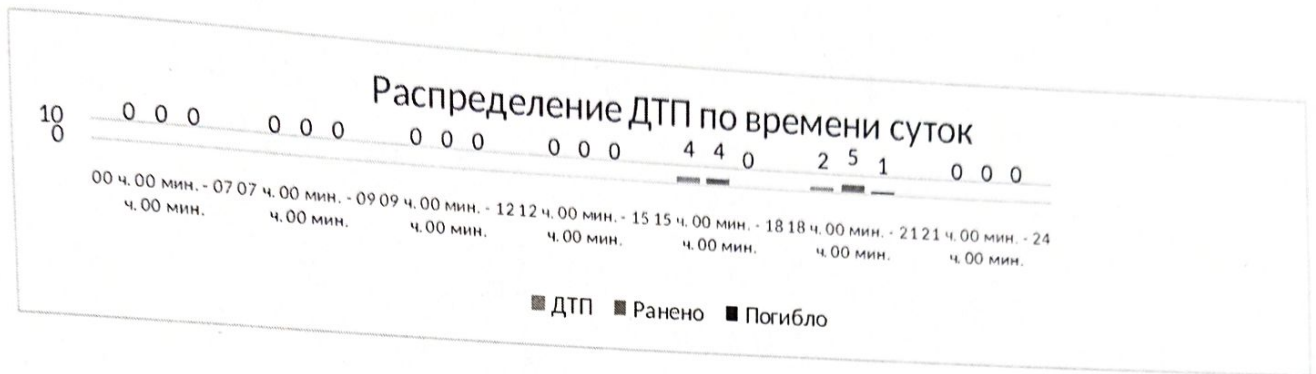 Распределение ДТП по времени суток
10
0
0 0 0 0 0 0 0 0 0 0 0 0 4 4 0 2 5 1 0 0 0
00 ч. 00 мин. - 07 07 ч. 00 мин. - 09 09 ч. 00 мин. - 12 12 ч. 00 мин. - 15 15 ч. 00 мин. - 18 18 ч. 00 мин. - 21 21 ч. 00 мин. - 24
ч. 00 мин. ч. 00 мин. ч. 00 мин. ч. 00 мин. ч. 00 мин. ч. 00 мин. ч. 00 мин.
ДТП Ранено Погибло